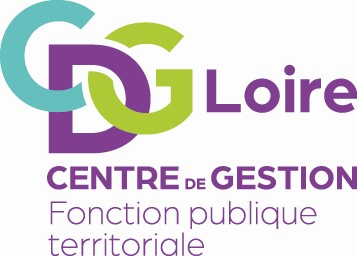 CDG Loire
CENTRE DE GESTION
Fonction publique
territoriale